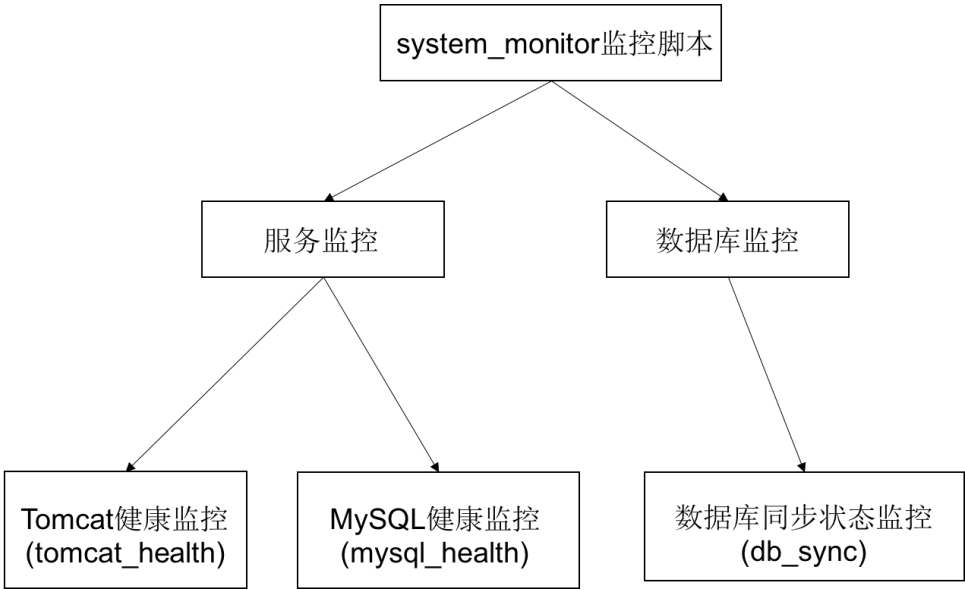 system_monitor监控脚本
服务监控
数据库监控
Tomcat健康监控
(tomcat_health)
MySQL健康监控
(mysql_health)
数据库同步状态监控
(db_sync)